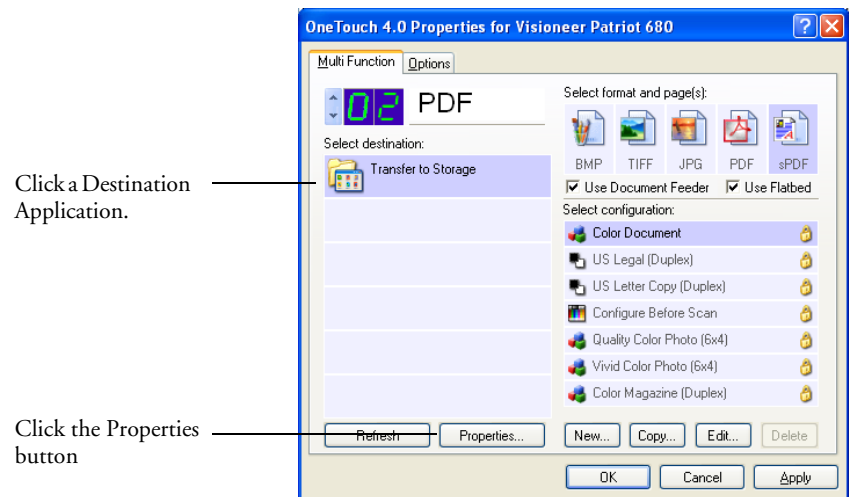 OneTouch 4.0 Properties for Visioneer Patriot 680
Multi Function
Options
02
PDF
Select destination:
Transfer to Storage
Select format and page(s):
BMP TIFF JPG PDF sPDF
Use Document Feeder
Use Flatbed
Select configuration:
Color Document
US Legal (Duplex)
US Letter Copy (Duplex)
Configure Before Scan
Quality Color Photo (6x4)
Vivid Color Photo (6x4)
Color Magazine (Duplex)
Click a Destination
Application.
Click the Properties
button
Refresh
Properties...
New...
Copy...
Edit...
Delete
OK
Cancel
Apply